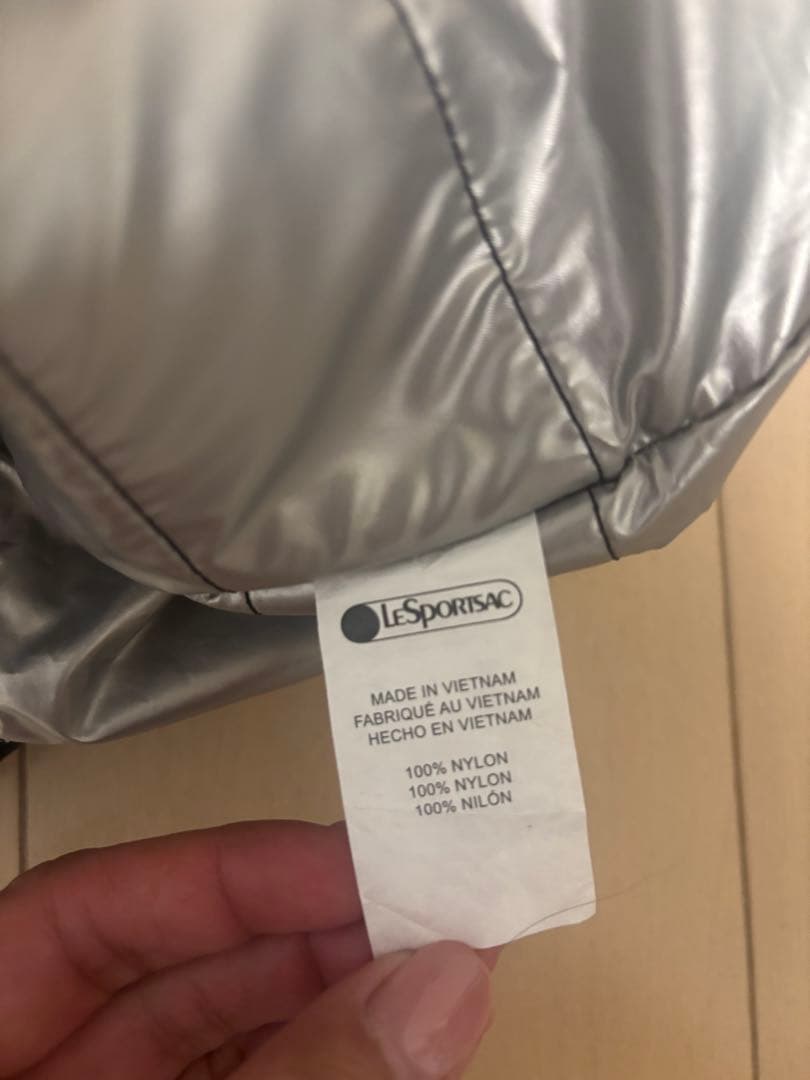 LESPORTSAC
MADE IN VIETNAM
FABRIQUÉ AU VIETNAM
HECHO EN VIETNAM
100% NYLON
100% NYLON
100% NILÓN